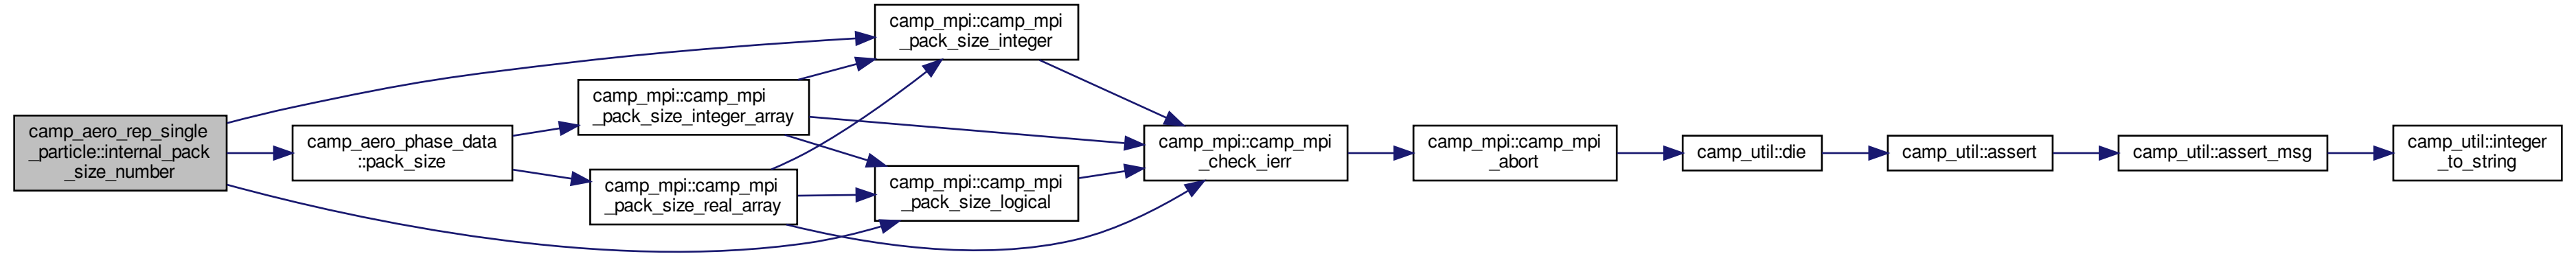 camp_aero_rep_single
_particle::internal_pack
_size_number
camp_aero_phase_data
::pack_size
camp_mpi::camp_mpi
_pack_size_integer_array
camp_mpi::camp_mpi
_pack_size_real_array
camp_mpi::camp_mpi
_pack_size_integer
camp_mpi::camp_mpi
_pack_size_logical
camp_mpi::camp_mpi
_check_ierr
camp_mpi::camp_mpi
_abort
camp_util::die
camp_util::assert
camp_util::assert_msg
camp_util::integer
_to_string